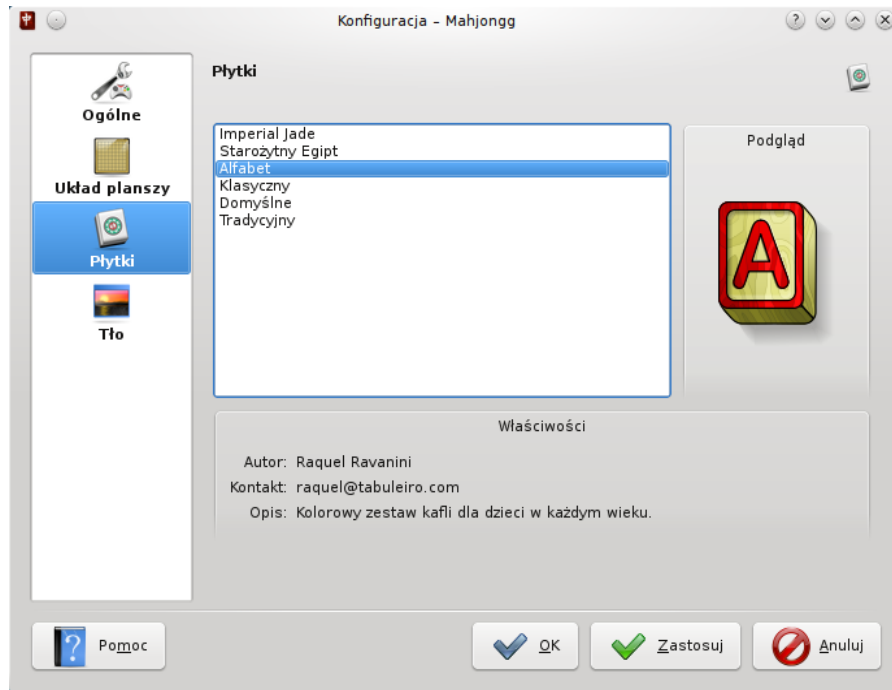 Konfiguracja – Mahjongg
Ogólne
Układ planszy
Płytki
Tło
Płytki
Imperial Jade
Starożytny Egipt
Alfabet
Klasyczny
Domyślne
Tradycyjny
Podgląd
A
Właściwości
Autor: Raquel Ravanini
Kontakt: raquel@tabuleiro.com
Opis: Kolorowy zestaw kafli dla dzieci w każdym wieku.
? Pomoc
OK
Zastosuj
Anuluj